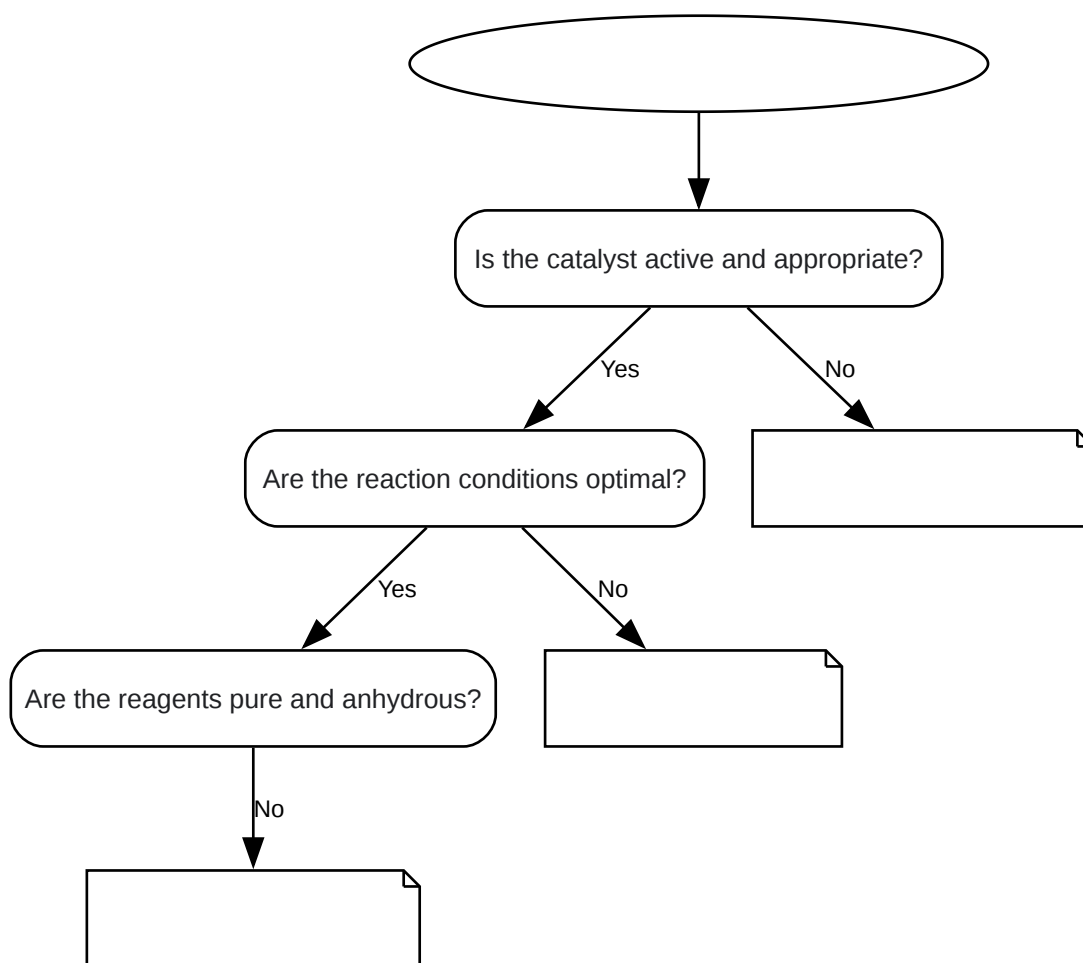 Is the catalyst active and appropriate?
Yes
No
Are the reaction conditions optimal?
Yes
No
Are the reagents pure and anhydrous?
No